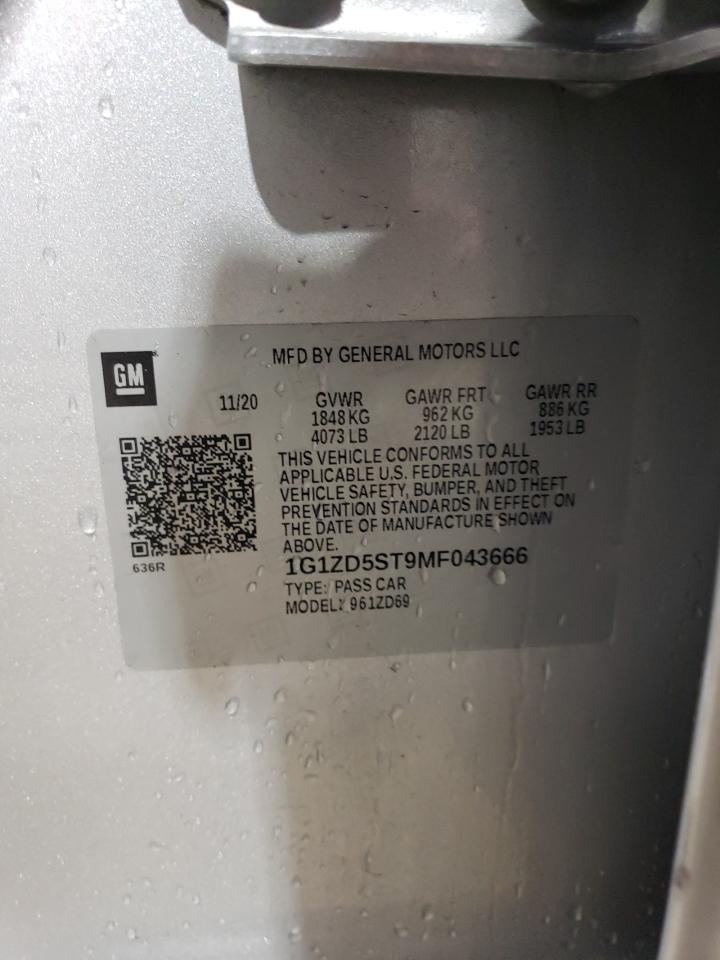 GM
MFD BY GENERAL MOTORS LLC
11/20
GVWR GAWR FRT GAWR RR
1848 KG 962 KG 886 KG
4073 LB 2120 LB 1953 LB
THIS VEHICLE CONFORMS TO ALL
APPLICABLE U.S. FEDERAL MOTOR
VEHICLE SAFETY, BUMPER, AND THEFT
PREVENTION STANDARDS IN EFFECT ON
THE DATE OF MANUFACTURE SHOWN
ABOVE.
636R
1G1ZD5ST9MF043666
TYPE: PASS CAR
MODEL: 961ZD69